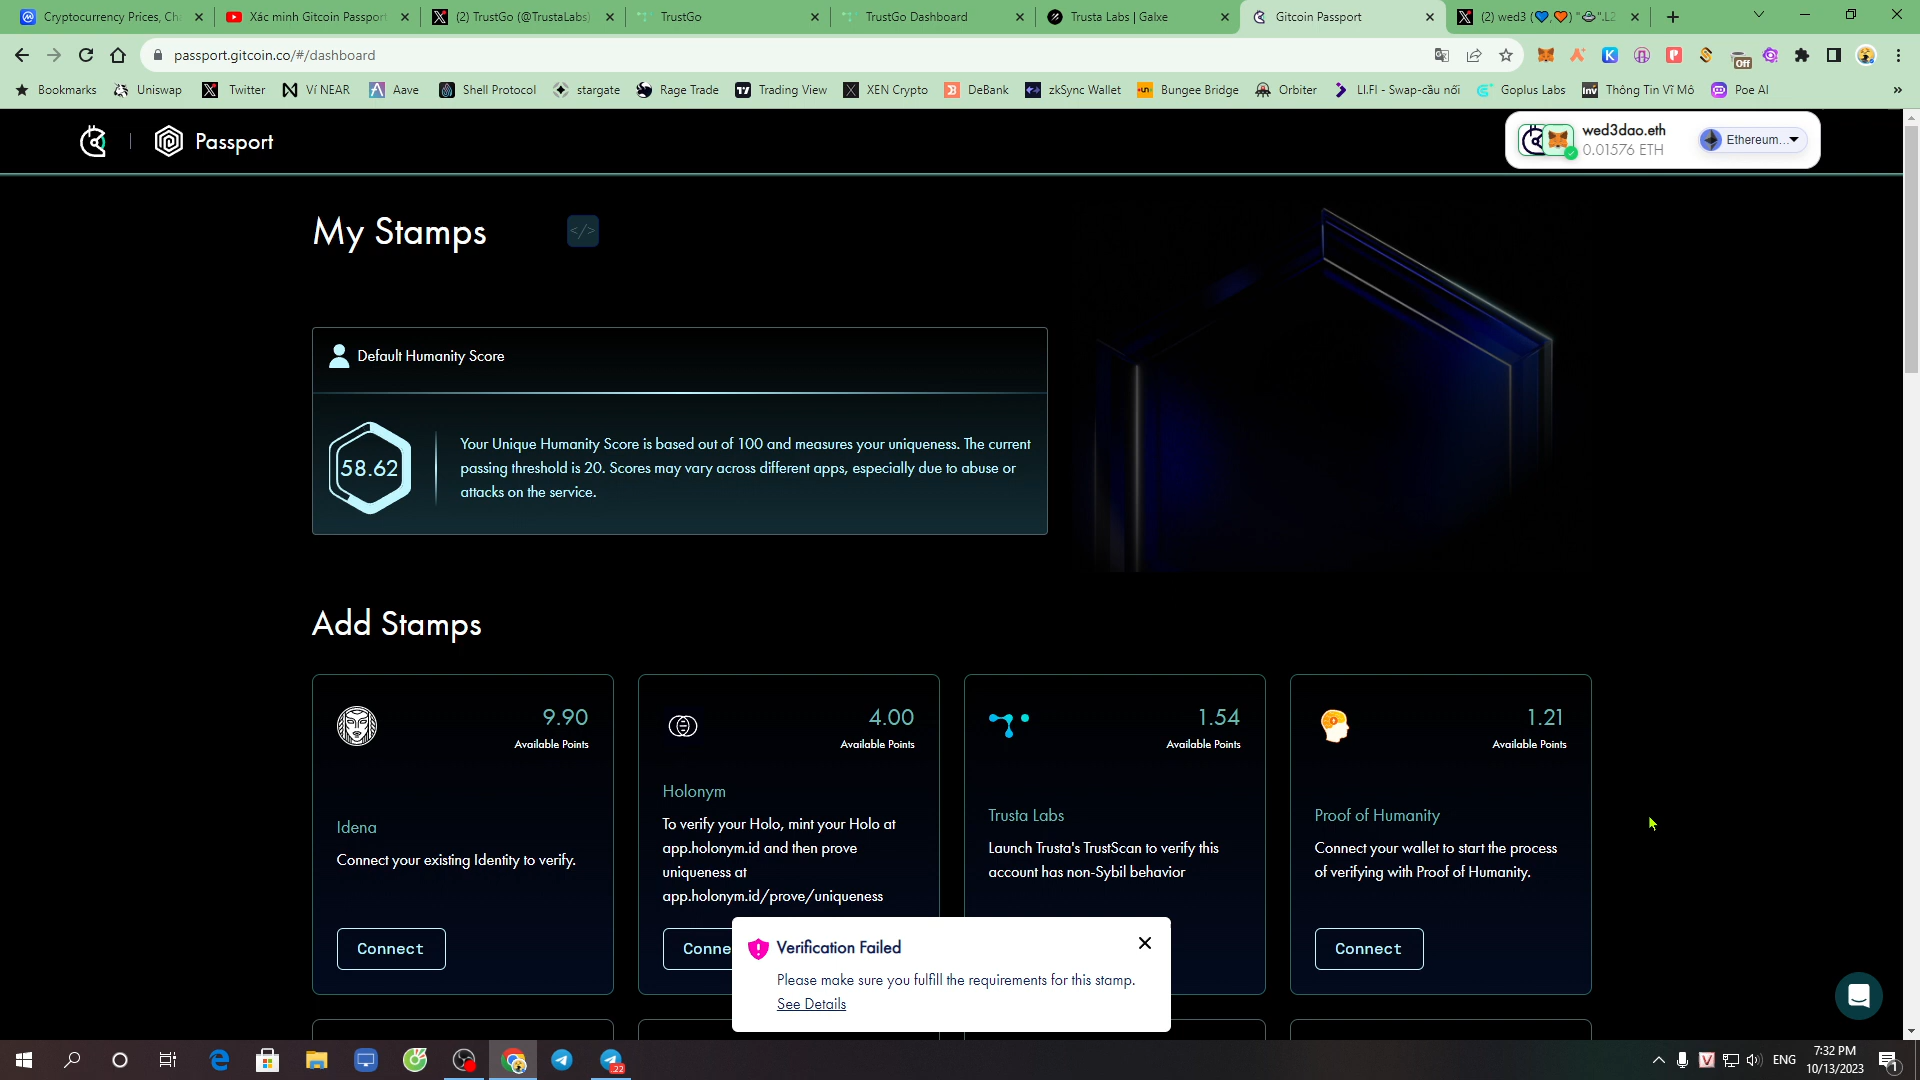 Cryptocurrency Prices, Ch
Xác minh Gitcoin Passport
(2) TrustGo (@TrustaLabs)
TrustGo
TrustGo Dashboard
Trusta Labs | Galxe
Gitcoin Passport
(2) wed3 (💙,🧡) "🛸".L2
passport.gitcoin.co/#/dashboard
Off
Bookmarks
Uniswap
Twitter
Ví NEAR
Aave
Shell Protocol
stargate
Rage Trade
Trading View
XEN Crypto
DeBank
zkSync Wallet
Bungee Bridge
Orbiter
LI.FI - Swap-cầu nối
Goplus Labs
Thông Tin Vĩ Mô
Poe AI
»
Passport
wed3dao.eth
0.01576 ETH
Ethereum...
My Stamps
</>
Default Humanity Score
58.62
Your Unique Humanity Score is based out of 100 and measures your uniqueness. The current
passing threshold is 20. Scores may vary across different apps, especially due to abuse or
attacks on the service.
Add Stamps
9.90
Available Points
Idena
Connect your existing Identity to verify.
Connect
4.00
Available Points
Holonym
To verify your Holo, mint your Holo at
app.holonym.id and then prove
uniqueness at
app.holonym.id/prove/uniqueness
Conne
1.54
Available Points
Trusta Labs
Launch Trusta's TrustScan to verify this
account has non-Sybil behavior
1.21
Available Points
Proof of Humanity
Connect your wallet to start the process
of verifying with Proof of Humanity.
Connect
Verification Failed
Please make sure you fulfill the requirements for this stamp.
See Details
22
ENG
7:32 PM
10/13/2023
1